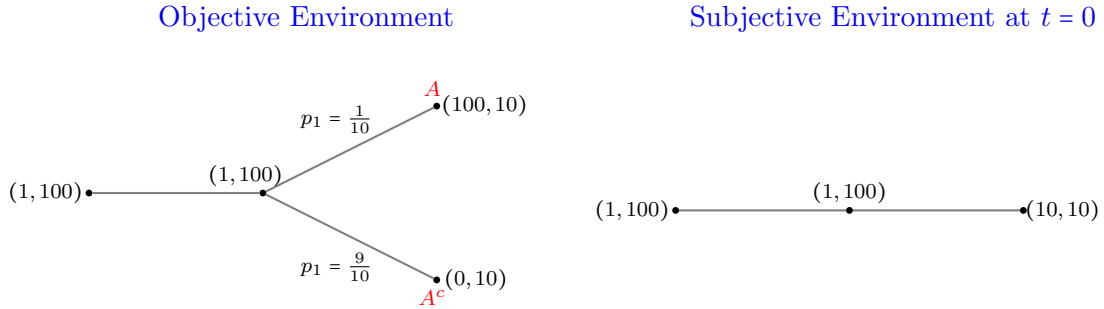 Objective Environment
Subjective Environment at t = 0
A
(100, 10)
p₁ = 1/10
(1, 100)
(1, 100)
p₁ = 9/10
(0, 10)
Aᶜ
(1, 100)
(1, 100)
(10, 10)